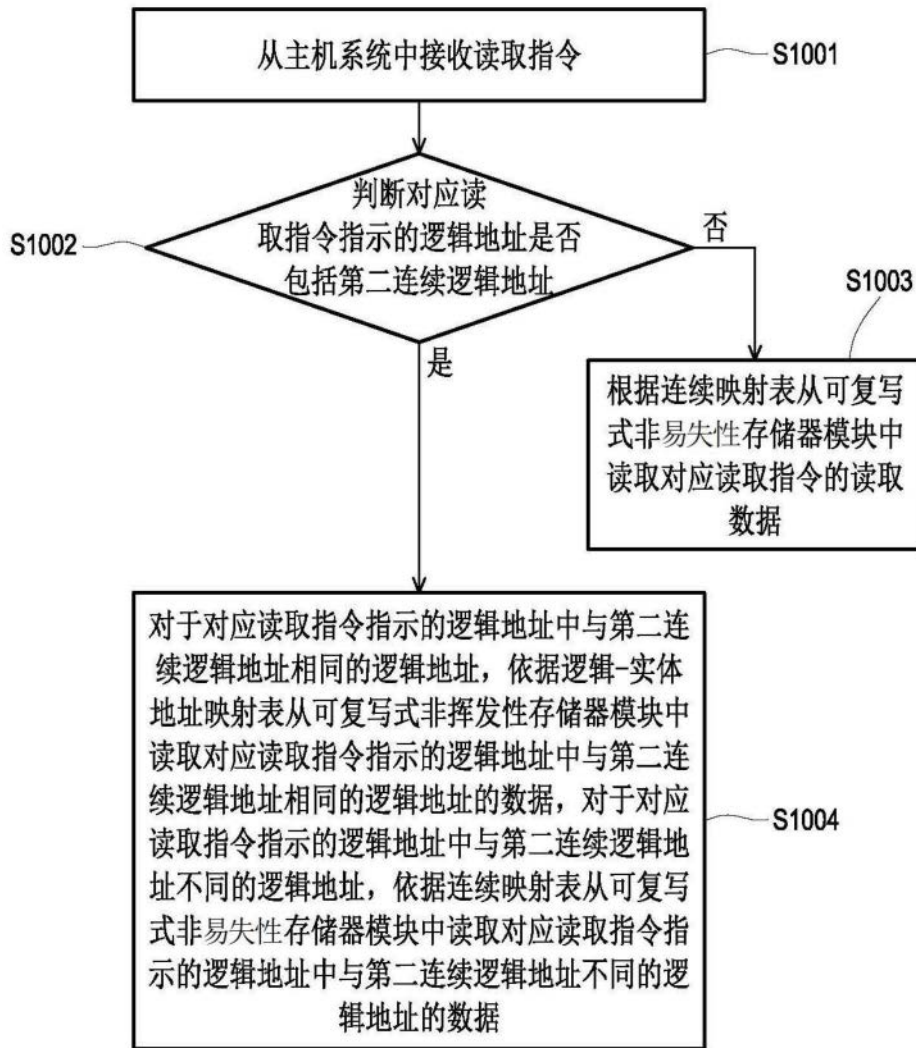 从主机系统中接收读取指令
S1001
判断对应读
取指令指示的逻辑地址是否
包括第二连续逻辑地址
S1002
否
是
S1003
根据连续映射表从可复写
式非易失性存储器模块中
读取对应读取指令的读取
数据
对于对应读取指令指示的逻辑地址中与第二连
续逻辑地址相同的逻辑地址，依据逻辑-实体
地址映射表从可复写式非挥发性存储器模块中
读取对应读取指令指示的逻辑地址中与第二连
续逻辑地址相同的逻辑地址的数据，对于对应
读取指令指示的逻辑地址中与第二连续逻辑地
址不同的逻辑地址，依据连续映射表从可复写
式非易失性存储器模块中读取对应读取指令指
示的逻辑地址中与第二连续逻辑地址不同的逻
辑地址的数据
S1004